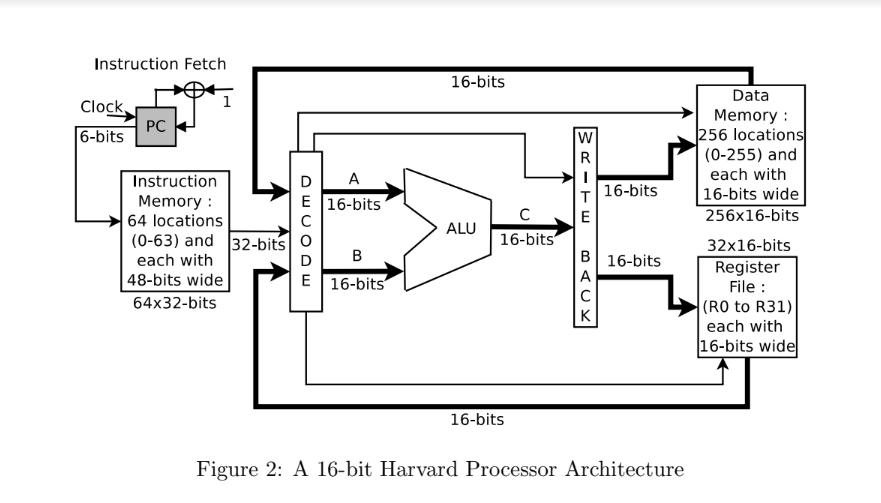 Instruction Fetch
1
Clock
PC
6-bits
Instruction
Memory :
64 locations
(0-63) and
each with
48-bits wide
64x32-bits
32-bits
16-bits
D
E
C
O
D
E
A
16-bits
B
16-bits
ALU
C
16-bits
W
R
I
T
E
B
A
C
K
16-bits
16-bits
Data
Memory :
256 locations
(0-255) and
each with
16-bits wide
256x16-bits
32x16-bits
Register
File :
(R0 to R31)
each with
16-bits wide
16-bits
Figure 2: A 16-bit Harvard Processor Architecture